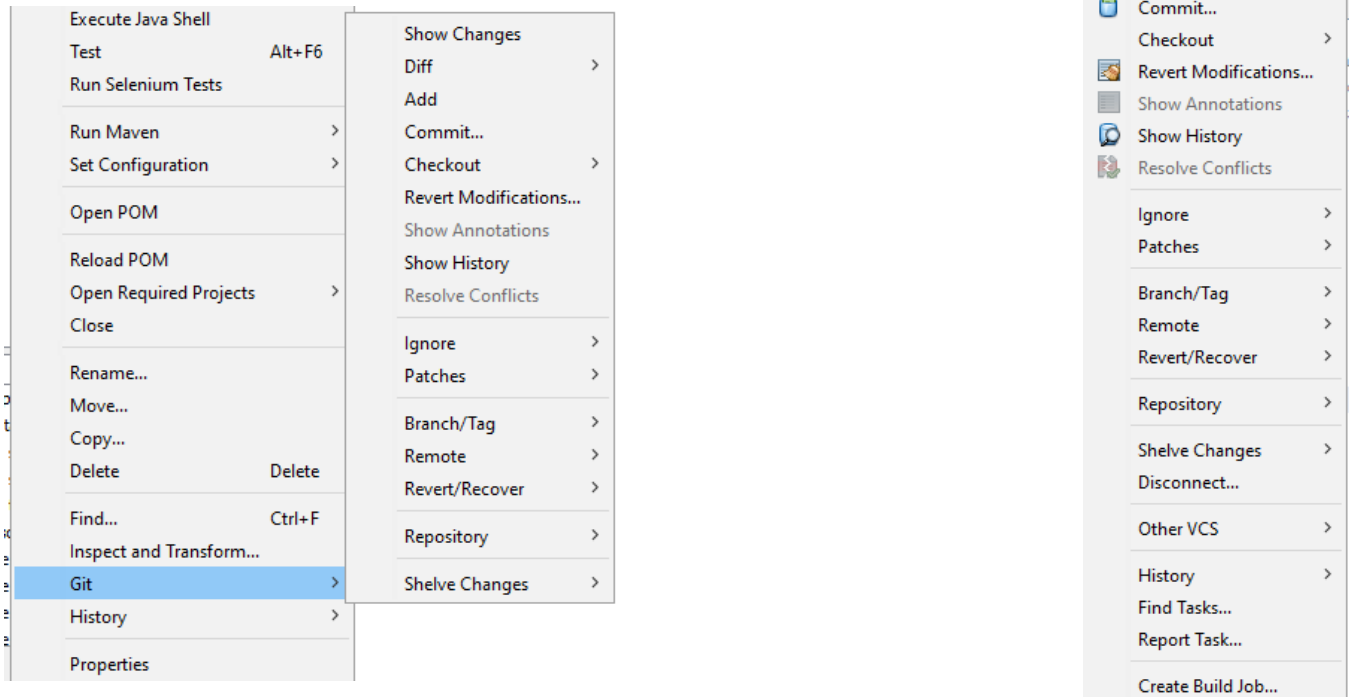 Execute Java Shell
Test Alt+F6
Run Selenium Tests
Run Maven
Set Configuration
Open POM
Reload POM
Open Required Projects
Close
Rename...
Move...
Copy...
Delete Delete
Find... Ctrl+F
Inspect and Transform...
Git
History
Properties
Show Changes
Diff
Add
Commit...
Checkout
Revert Modifications...
Show Annotations
Show History
Resolve Conflicts
Ignore
Patches
Branch/Tag
Remote
Revert/Recover
Repository
Shelve Changes
Commit...
Checkout
Revert Modifications...
Show Annotations
Show History
Resolve Conflicts
Ignore
Patches
Branch/Tag
Remote
Revert/Recover
Repository
Shelve Changes
Disconnect...
Other VCS
History
Find Tasks...
Report Task...
Create Build Job...